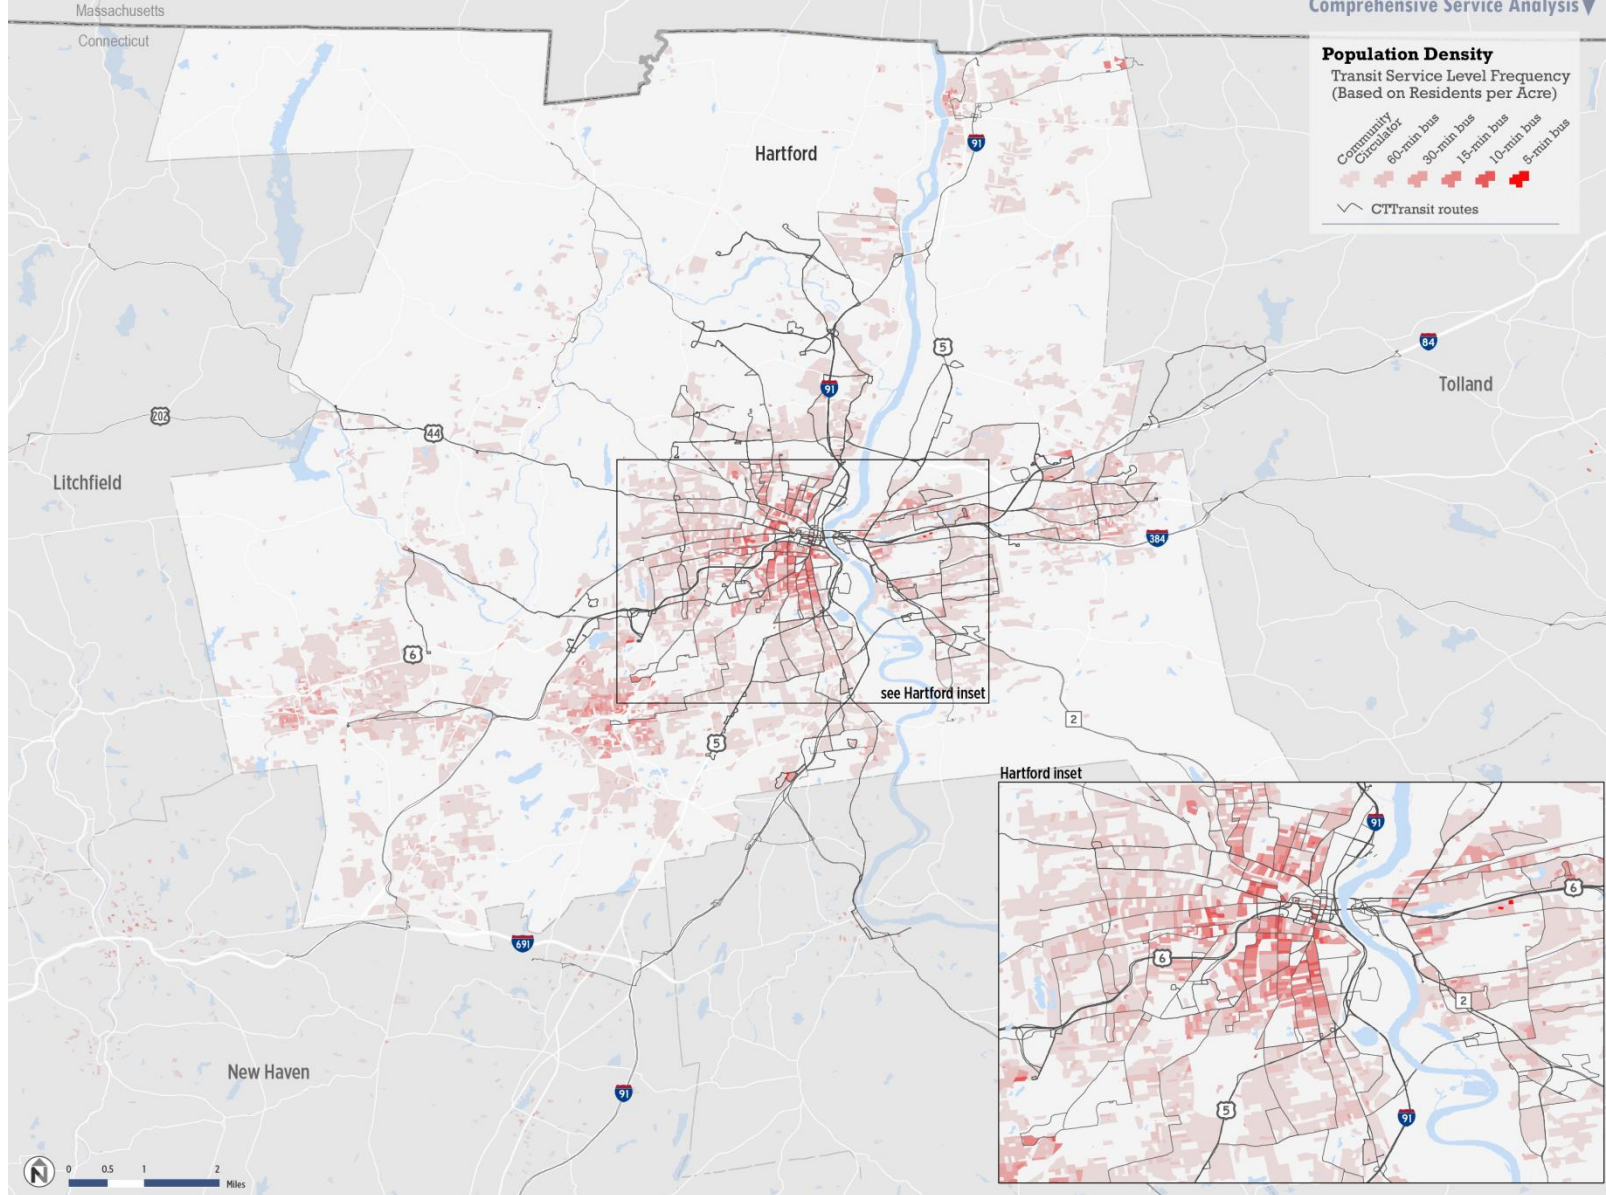 Massachusetts
Connecticut
Comprehensive Service Analysis
Population Density
Transit Service Level Frequency
(Based on Residents per Acre)
Community
Circulator
60-min bus
30-min bus
15-min bus
10-min bus
5-min bus
CTTransit routes
Hartford
91
5
84
Tolland
91
202
44
Litchfield
384
6
see Hartford inset
2
5
Hartford inset
91
6
6
2
691
New Haven
91
5
91
N
0 0.5 1 2
Miles